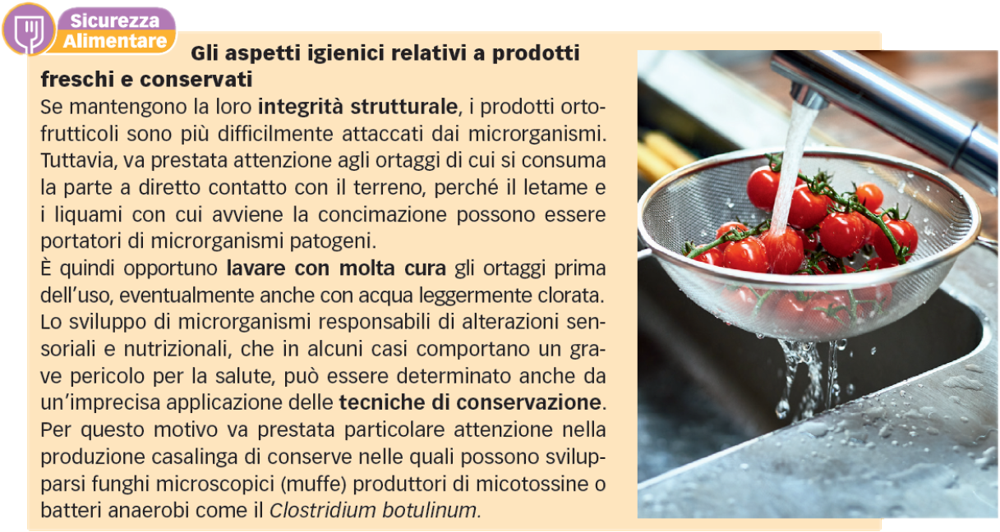 Sicurezza
Alimentare
Gli aspetti igienici relativi a prodotti
freschi e conservati
Se mantengono la loro integrità strutturale, i prodotti orto-
frutticoli sono più difficilmente attaccati dai microrganismi.
Tuttavia, va prestata attenzione agli ortaggi di cui si consuma
la parte a diretto contatto con il terreno, perché il letame e
i liquami con cui avviene la concimazione possono essere
portatori di microrganismi patogeni.
È quindi opportuno lavare con molta cura gli ortaggi prima
dell'uso, eventualmente anche con acqua leggermente clorata.
Lo sviluppo di microrganismi responsabili di alterazioni sen-
soriali e nutrizionali, che in alcuni casi comportano un gra-
ve pericolo per la salute, può essere determinato anche da
un'imprecisa applicazione delle tecniche di conservazione.
Per questo motivo va prestata particolare attenzione nella
produzione casalinga di conserve nelle quali possono svilup-
parsi funghi microscopici (muffe) produttori di micotossine o
batteri anaerobi come il Clostridium botulinum.